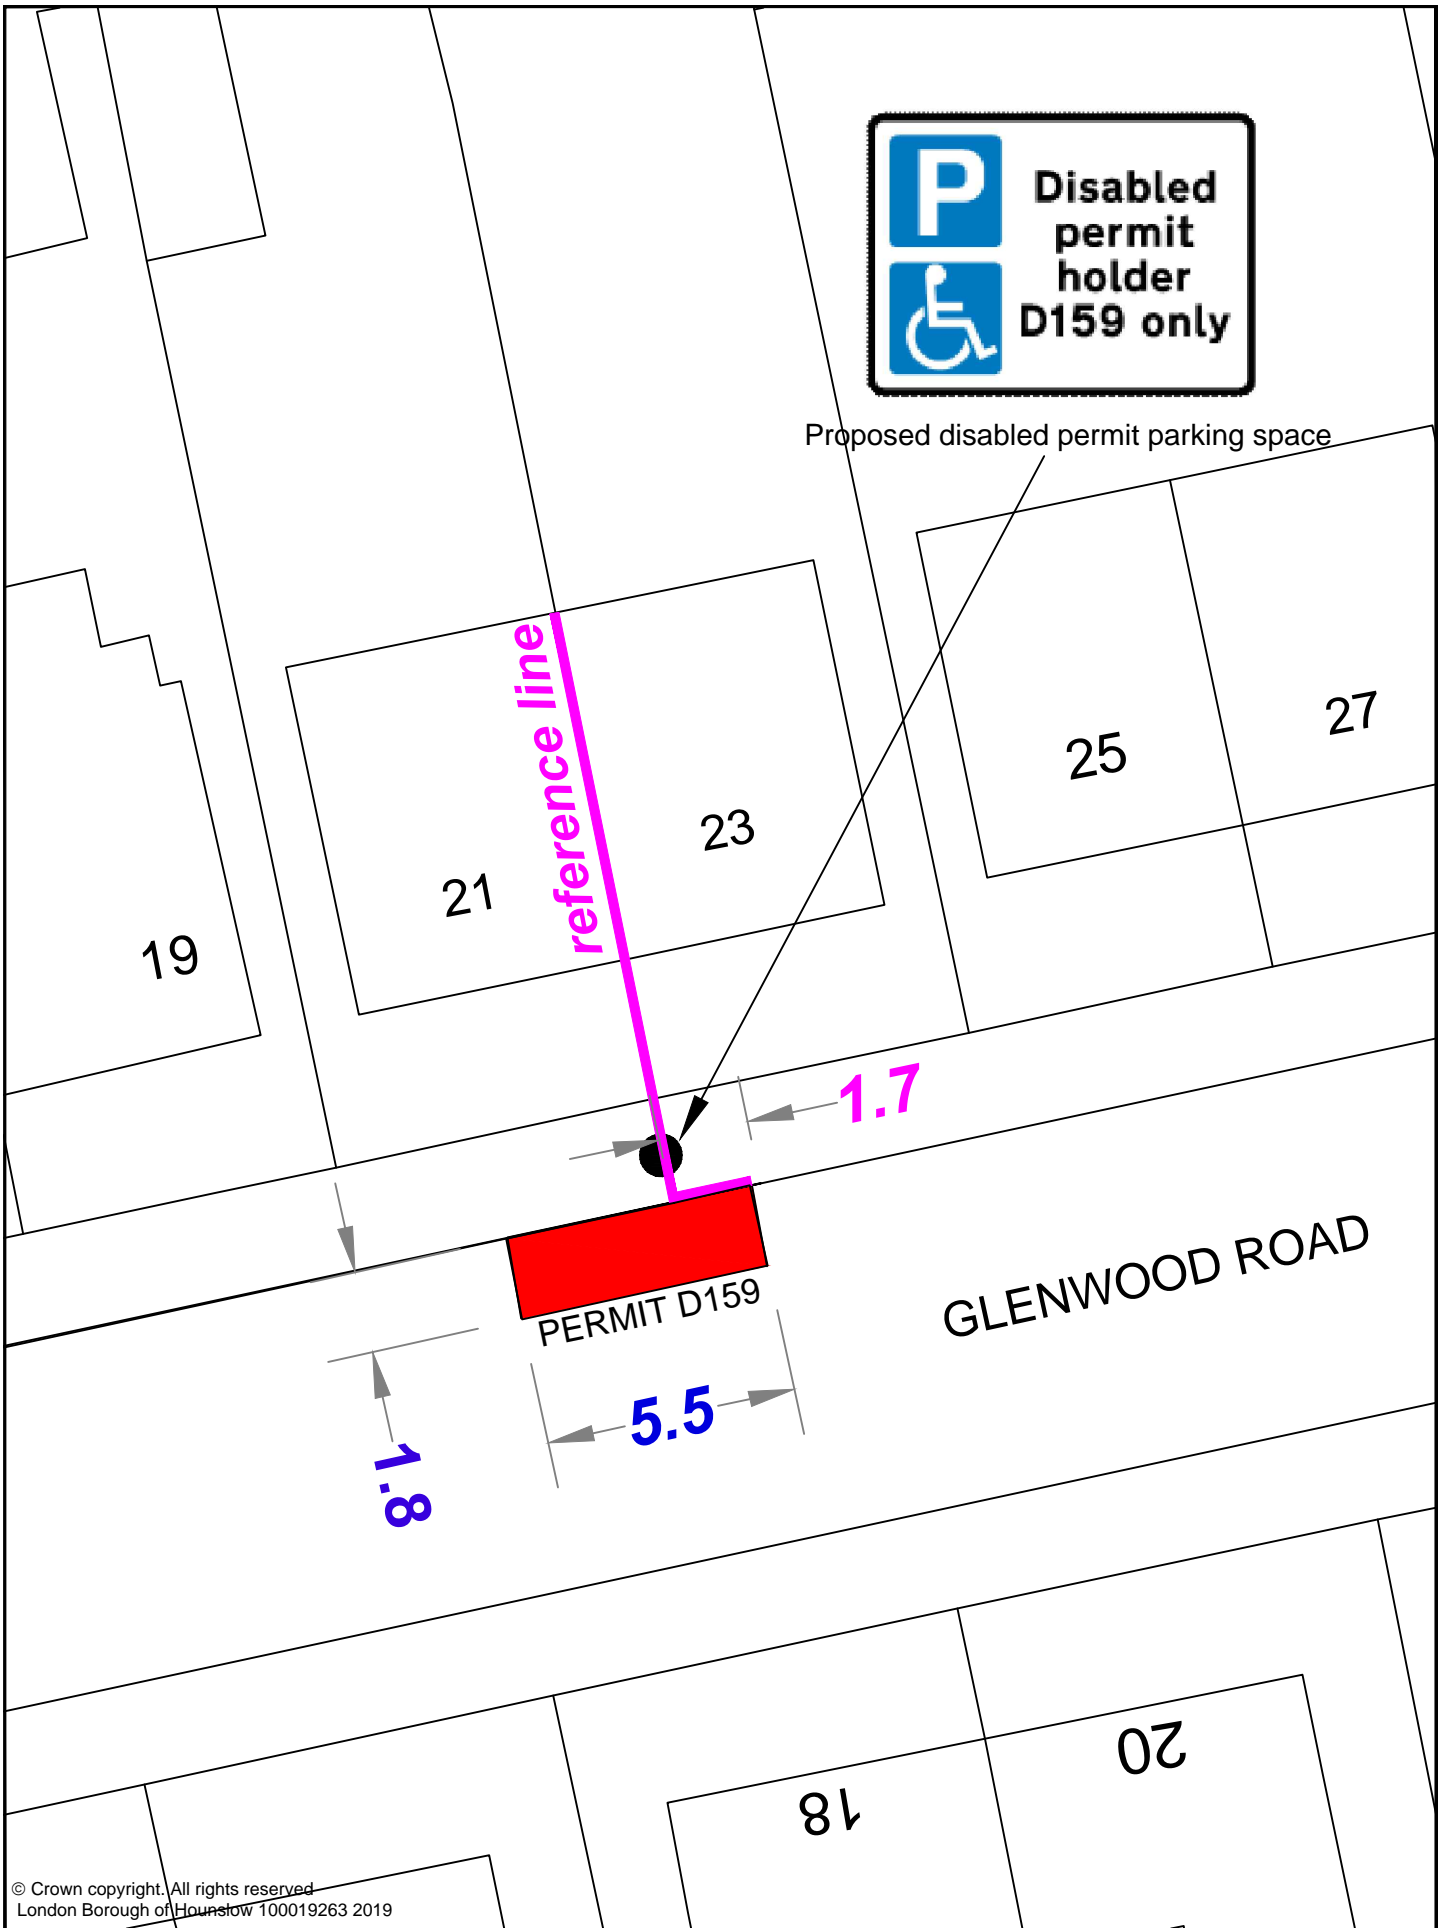 P
Disabled
permit
holder
D159 only
Proposed disabled permit parking space
reference line
27
25
23
21
19
1.7
PERMIT D159
GLENWOOD ROAD
5.5
1.8
20
18
© Crown copyright. All rights reserved
London Borough of Hounslow 100019263 2019